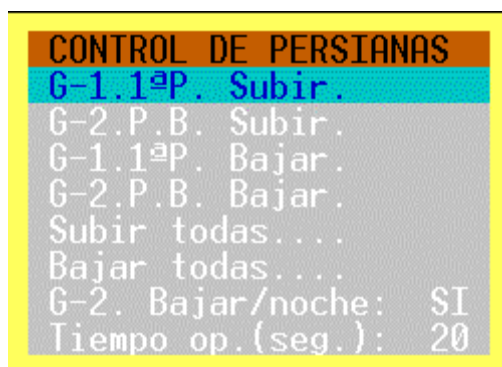 CONTROL DE PERSIANAS
G-1.1ªP. Subir.
G-2.P.B. Subir.
G-1.1ªP. Bajar.
G-2.P.B. Bajar.
Subir todas....
Bajar todas....
G-2. Bajar/noche: SI
Tiempo op.(seg.): 20